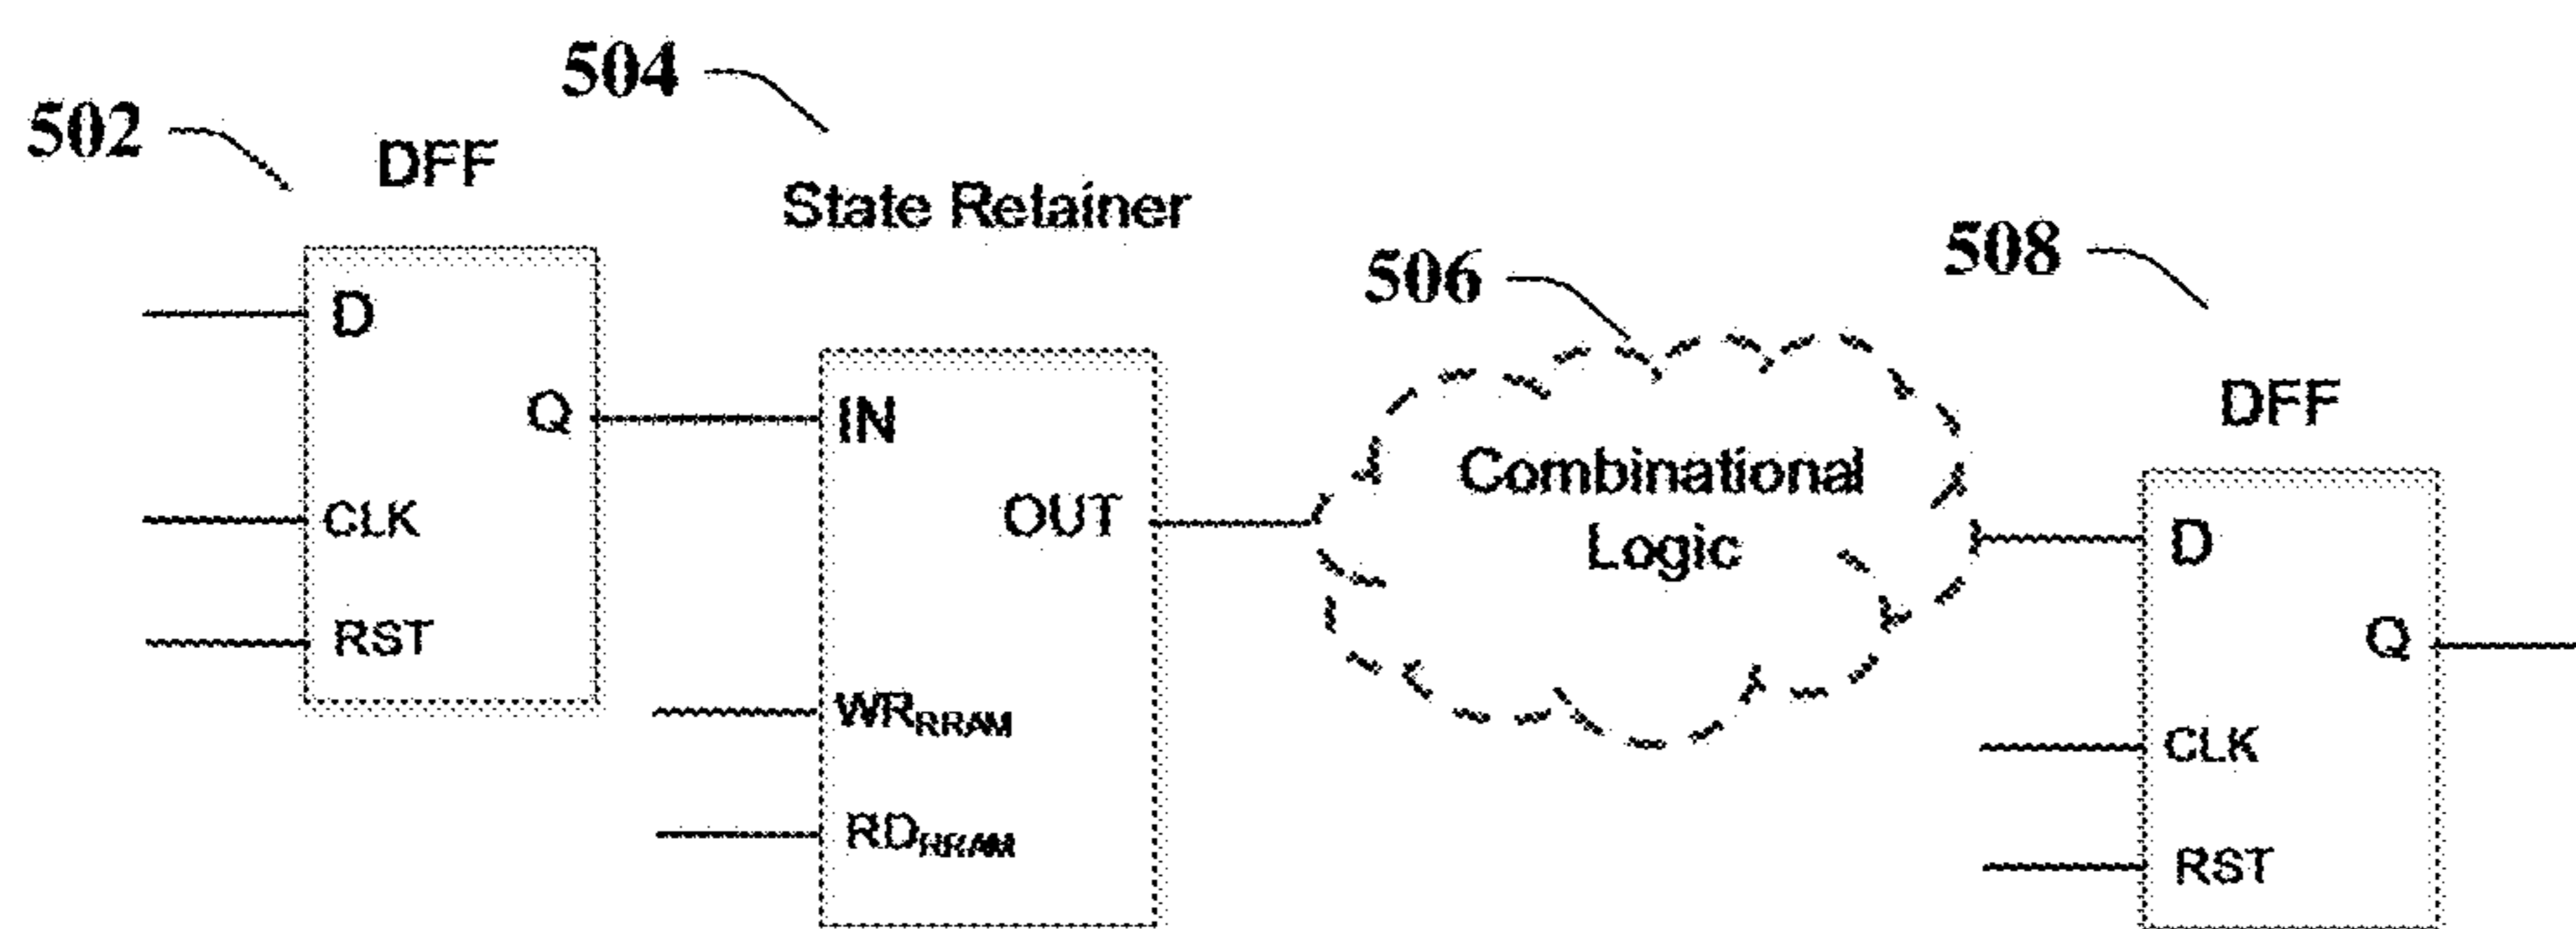 504
502
DFF
State Retainer
508
506
D
DFF
Q
IN
Combinational
CLK
OUT
Logic
D
RST
Q
WRRRAM
CLK
RDRRAM
RST